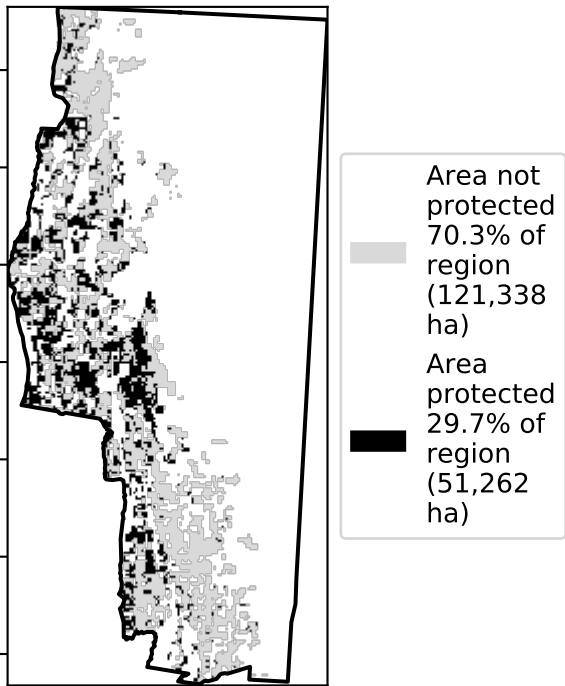 Area not
protected
70.3% of
region
(121,338
ha)
Area
protected
29.7% of
region
(51,262
ha)